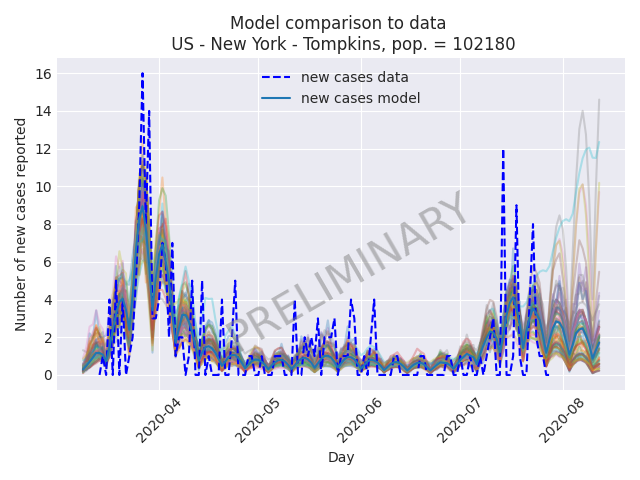 Model comparison to data
US - New York - Tompkins, pop. = 102180
new cases data
new cases model
PRELIMINARY
Number of new cases reported
16
14
12
10
8
6
4
2
0
2020-04
2020-05
2020-06
2020-07
2020-08
Day